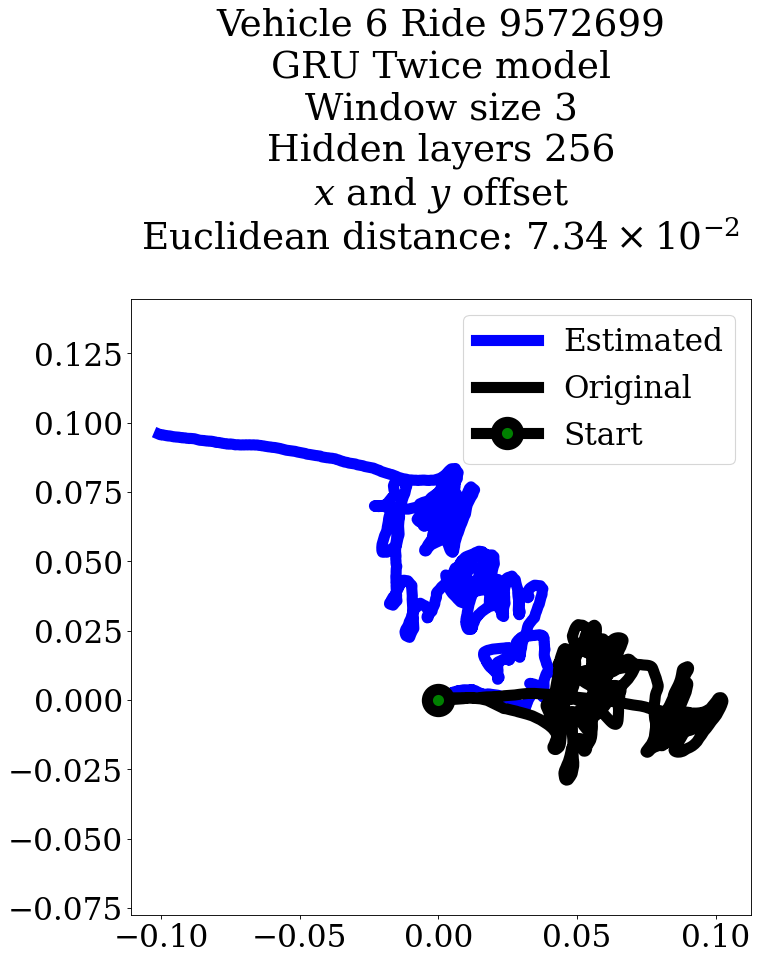 Vehicle 6 Ride 9572699
GRU Twice model
Window size 3
Hidden layers 256
x and y offset
Euclidean distance: 7.34 × 10⁻²
Estimated
Original
Start
0.125
0.100
0.075
0.050
0.025
0.000
−0.025
−0.050
−0.075
−0.10 −0.05 0.00 0.05 0.10